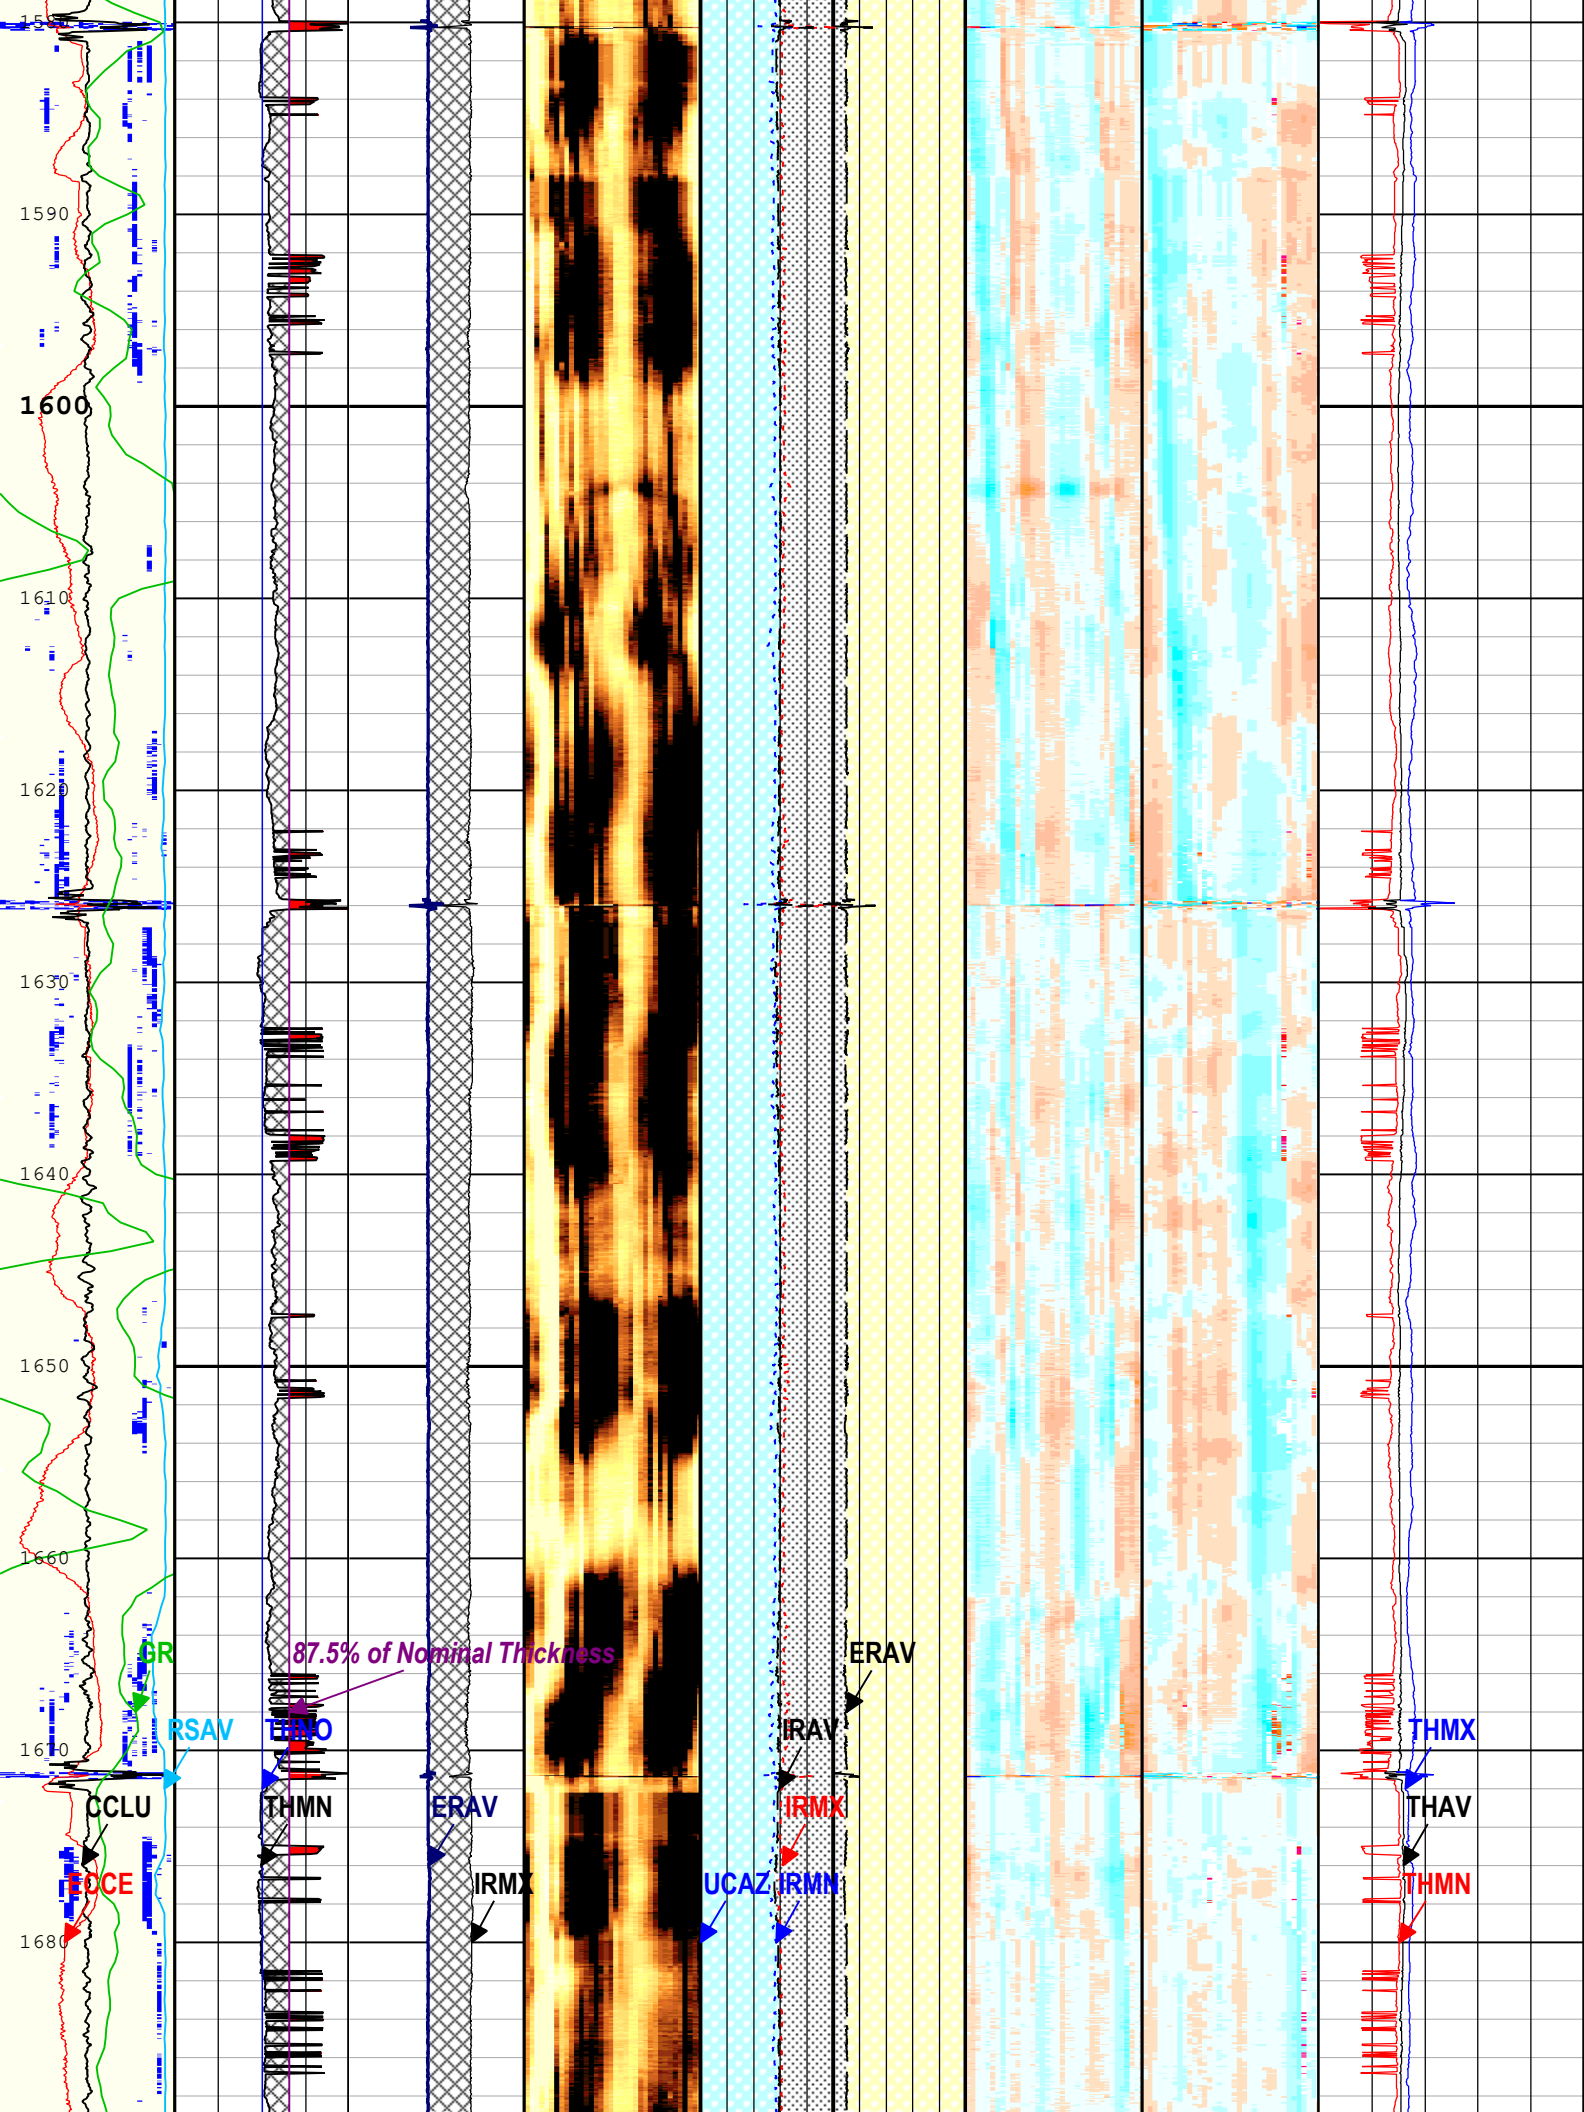 1590
1600
1610
1620
1630
1640
1650
1660
GR
87.5% of Nominal Thickness
ERAV
RSAV
THNO
IRAV
THMX
1670
CCLU
THMN
ERAV
IRMX
THAV
ECCE
IRMX
UCAZ
IRMN
THMN
1680